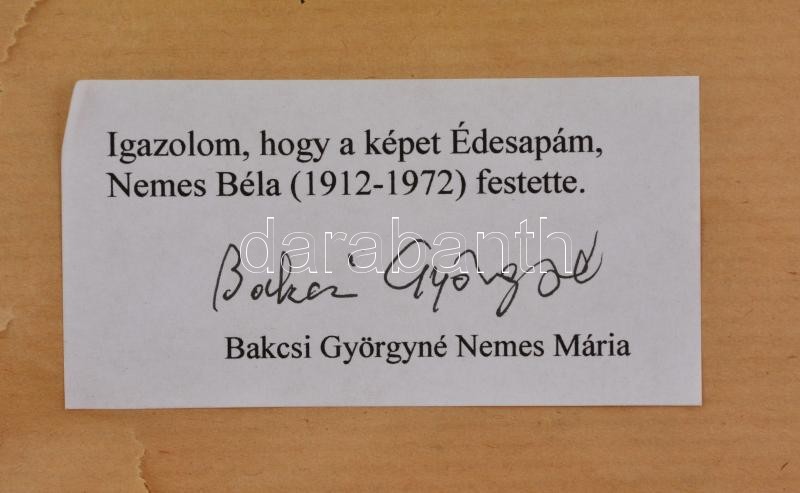 Igazolom, hogy a képet Édesapám,
Nemes Béla (1912-1972) festette.
darabanth
Bakcsi Györgyné
Bakcsi Györgyné Nemes Mária